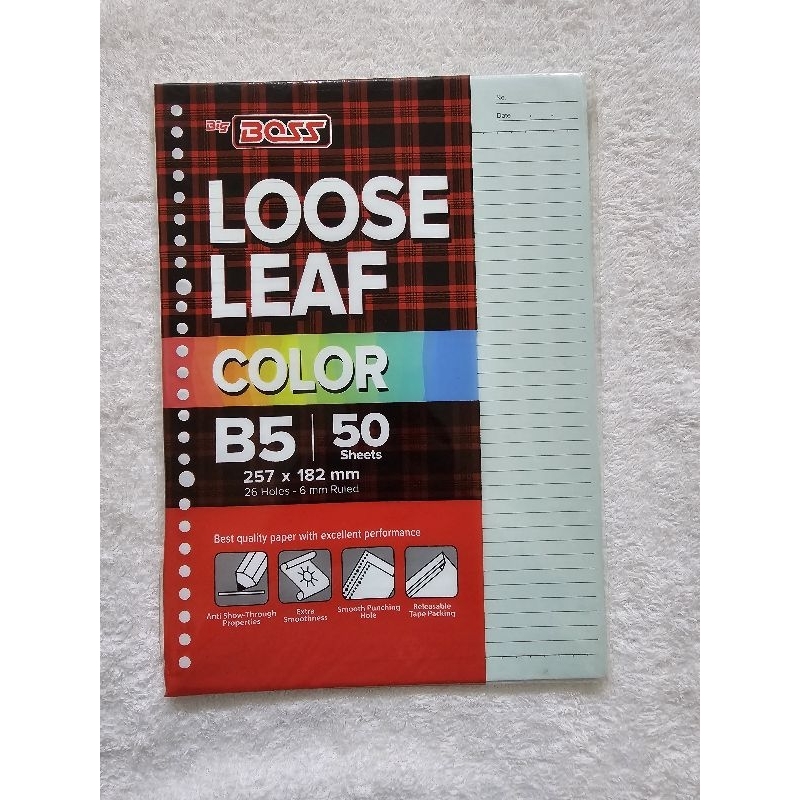 Big BOSS
LOOSE
LEAF
COLOR
B5 | 50
Sheets
257 x 182 mm
26 Holes - 6 mm Ruled
Best quality paper with excellent performance
Anti Show-Through
Properties
Extra
Smoothness
Smooth Punching
Hole
Releasable
Tape Packing
No.
Date